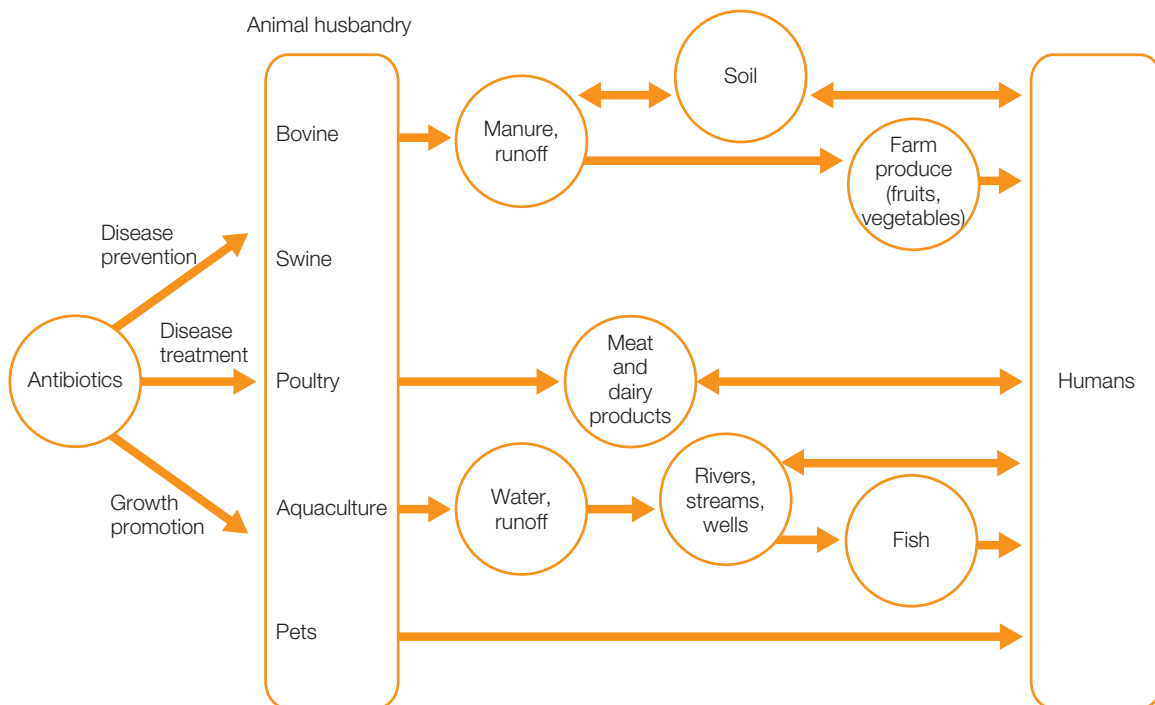 Animal husbandry
Antibiotics
Disease
prevention
Disease
treatment
Growth
promotion
Bovine
Swine
Poultry
Aquaculture
Pets
Manure,
runoff
Soil
Farm
produce
(fruits,
vegetables)
Meat
and
dairy
products
Water,
runoff
Rivers,
streams,
wells
Fish
Humans